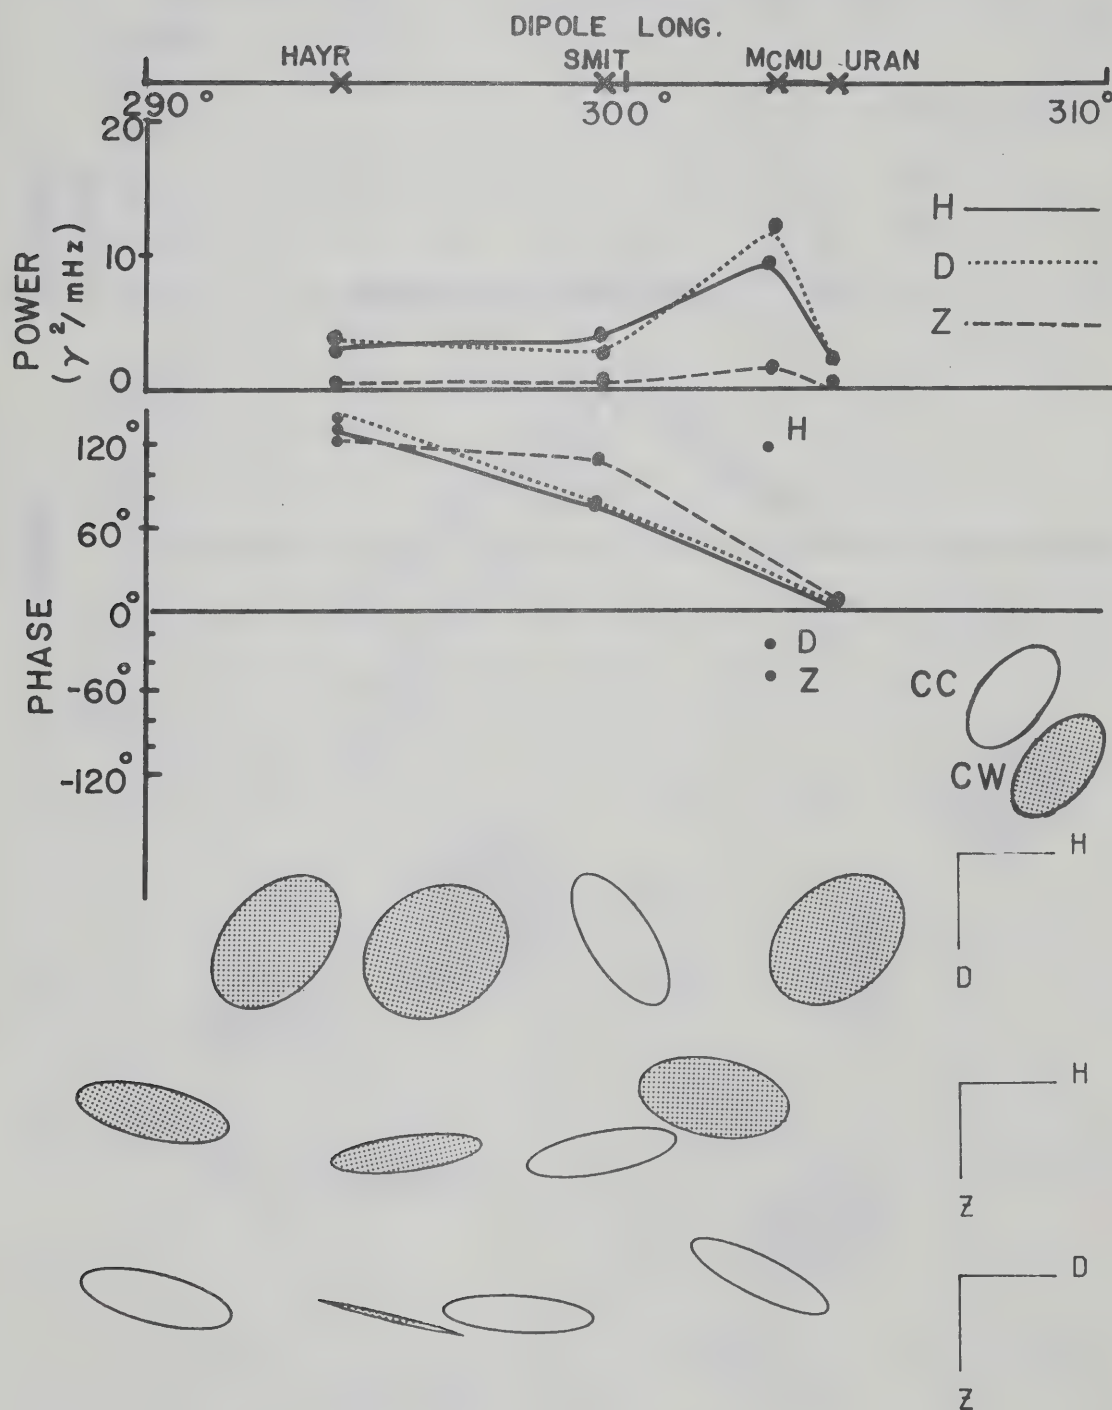 DIPOLE LONG.
HAYR SMIT MCMU URAN
290° 300° 310°
20
10
0
POWER
(γ²/mHz)
H
D
Z
120°
60°
0°
-60°
-120°
PHASE
H
D
Z
CC
CW
H
D
H
Z
D
Z